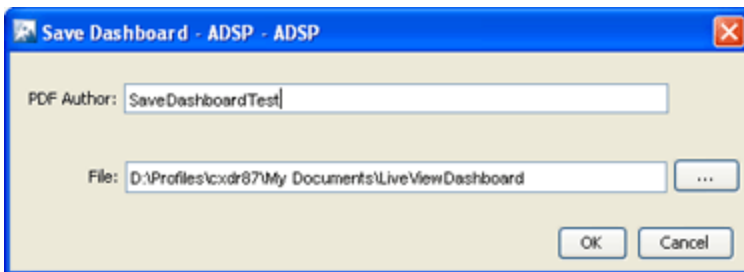 Save Dashboard - ADSP - ADSP
PDF Author: SaveDashboardTest
File: D:\Profiles\cxdr87\My Documents\LiveViewDashboard
...
OK Cancel